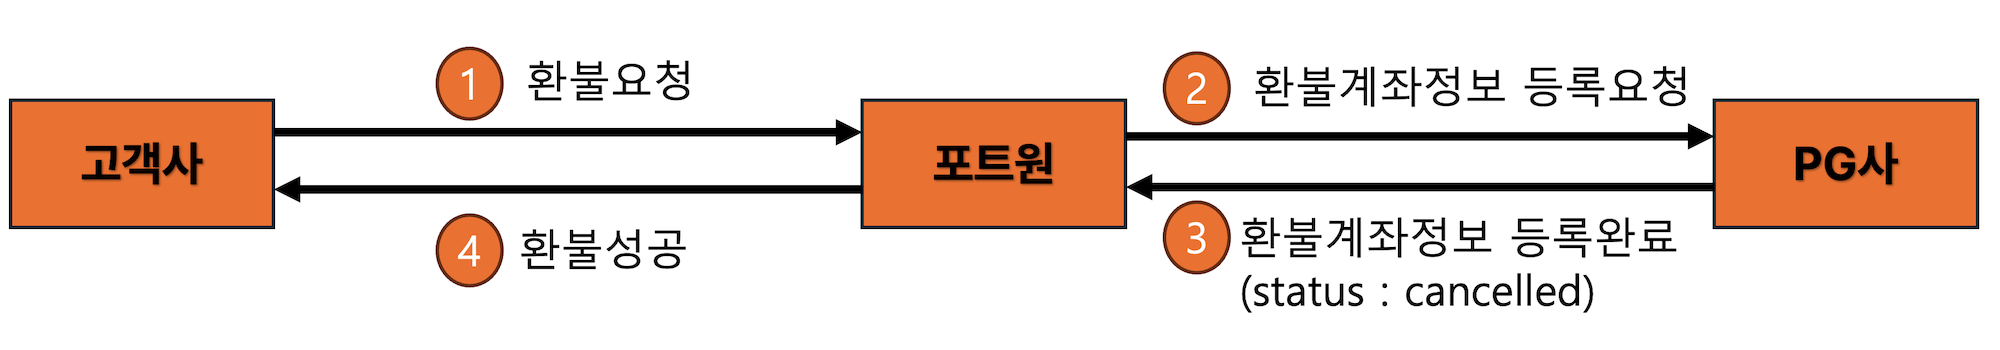 1 환불요청
2 환불계좌정보 등록요청
고객사
포트원
PG사
4 환불성공
3 환불계좌정보 등록완료
(status : cancelled)